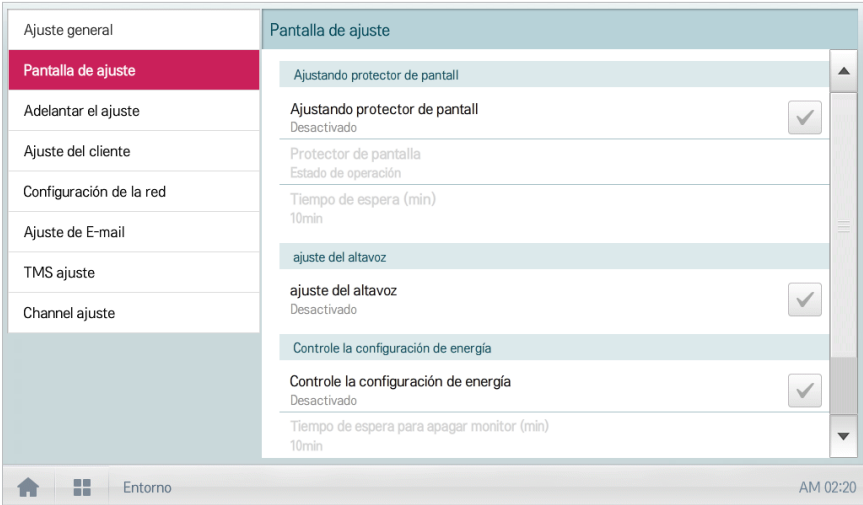 Ajuste general
Pantalla de ajuste
Adelantar el ajuste
Ajuste del cliente
Configuración de la red
Ajuste de E-mail
TMS ajuste
Channel ajuste
Pantalla de ajuste
Ajustando protector de pantall
Ajustando protector de pantall
Desactivado
Protector de pantalla
Estado de operación
Tiempo de espera (min)
10min
ajuste del altavoz
ajuste del altavoz
Desactivado
Controle la configuración de energía
Controle la configuración de energía
Desactivado
Tiempo de espera para apagar monitor (min)
10min
Entorno
AM 02:20